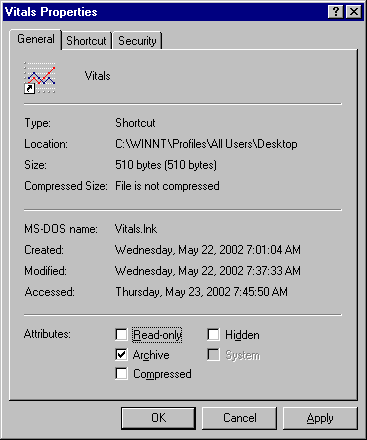 Vitals Properties
General Shortcut Security
Vitals
Type: Shortcut
Location: C:\WINNT\Profiles\All Users\Desktop
Size: 510 bytes (510 bytes)
Compressed Size: File is not compressed
MS-DOS name: Vitals.lnk
Created: Wednesday, May 22, 2002 7:01:04 AM
Modified: Wednesday, May 22, 2002 7:37:33 AM
Accessed: Thursday, May 23, 2002 7:45:50 AM
Attributes: Read-only Hidden
Archive System
Compressed
OK Cancel Apply